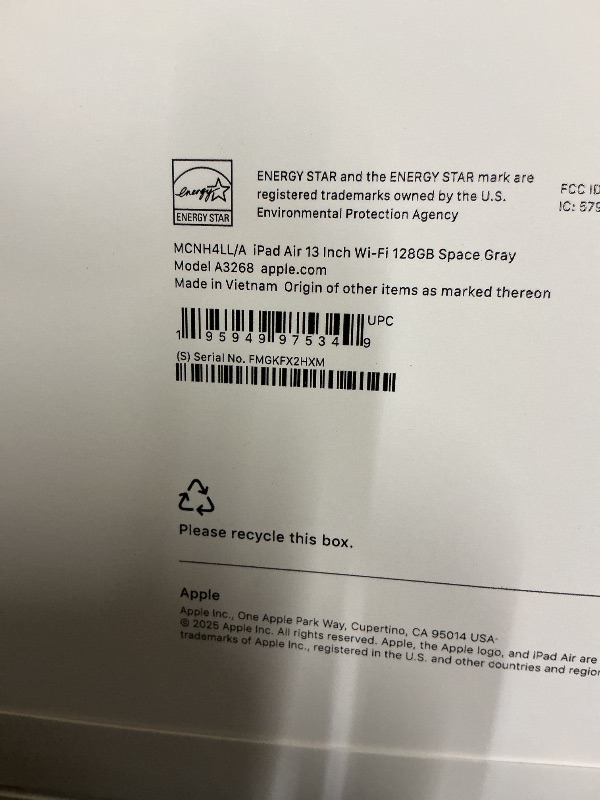 energy
ENERGY STAR
ENERGY STAR and the ENERGY STAR mark are
registered trademarks owned by the U.S.
Environmental Protection Agency
FCC ID
IC: 579
MCNH4LL/A iPad Air 13 Inch Wi-Fi 128GB Space Gray
Model A3268 apple.com
Made in Vietnam Origin of other items as marked thereon
UPC
1 95949 97534 9
(S) Serial No. FMGKFX2HXM
Please recycle this box.
Apple
Apple Inc., One Apple Park Way, Cupertino, CA 95014 USA
© 2025 Apple Inc. All rights reserved. Apple, the Apple logo, and iPad Air are
trademarks of Apple Inc., registered in the U.S. and other countries and region